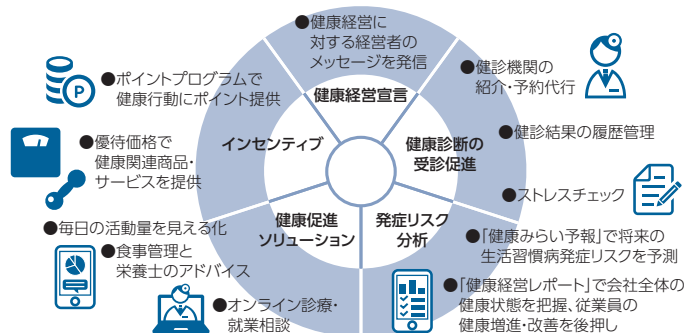 ●健康経営に
対する経営者の
メッセージを発信
健康経営宣言
●健診機関の
紹介・予約代行
●健診結果の履歴管理
●ストレスチェック
健康診断の
受診促進
●「健康みらい予報」で将来の
生活習慣病発症リスクを予測
●「健康経営レポート」で会社全体の
健康状態を把握、従業員の
健康増進・改善を後押し
発症リスク
分析
健康促進
ソリューション
●毎日の活動量を見える化
●食事管理と
栄養士のアドバイス
●オンライン診療・
就業相談
インセンティブ
P
●ポイントプログラムで
健康行動にポイント提供
●優待価格で
健康関連商品・
サービスを提供